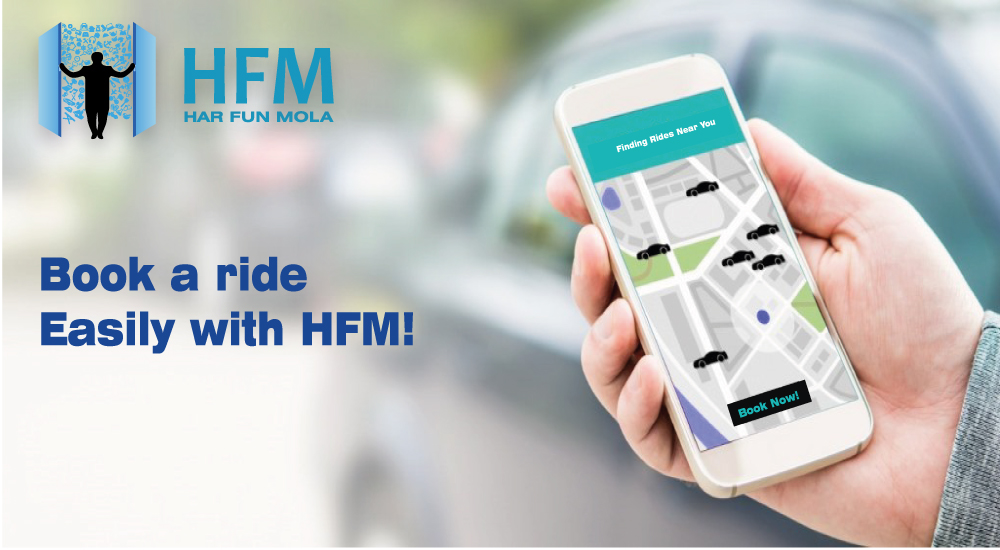 HFM
HAR FUN MOLA
Finding Rides Near You
Book a ride
Easily with HFM!
Book Now!